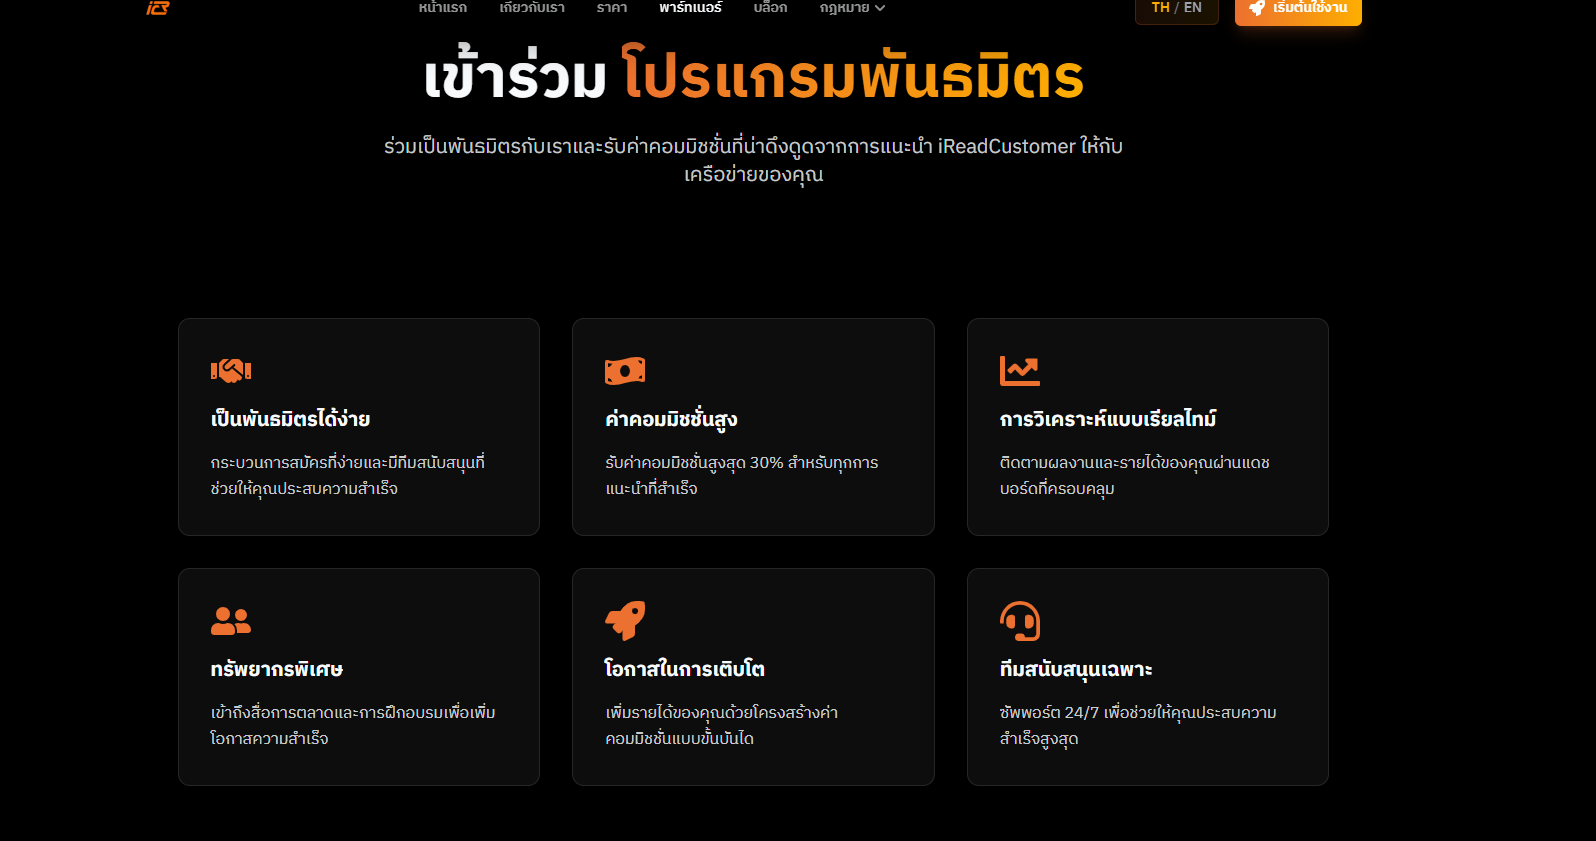 iCR
หน้าแรก เกี่ยวกับเรา ราคา พาร์ทเนอร์ บล็อก กฎหมาย TH / EN เริ่มต้นใช้งาน
เข้าร่วม โปรแกรมพันธมิตร
ร่วมเป็นพันธมิตรกับเราและรับค่าคอมมิชชั่นที่น่าดึงดูดจากการแนะนำ iReadCustomer ให้กับ
เครือข่ายของคุณ
เป็นพันธมิตรได้ง่าย
กระบวนการสมัครที่ง่ายและมีทีมสนับสนุนที่
ช่วยให้คุณประสบความสำเร็จ
ค่าคอมมิชชั่นสูง
รับค่าคอมมิชชั่นสูงสุด 30% สำหรับทุกการ
แนะนำที่สำเร็จ
การวิเคราะห์แบบเรียลไทม์
ติดตามผลงานและรายได้ของคุณผ่านแดช
บอร์ดที่ครอบคลุม
ทรัพยากรพิเศษ
เข้าถึงสื่อการตลาดและการฝึกอบรมเพื่อเพิ่ม
โอกาสความสำเร็จ
โอกาสในการเติบโต
เพิ่มรายได้ของคุณด้วยโครงสร้างค่า
คอมมิชชั่นแบบขั้นบันได
ทีมสนับสนุนเฉพาะ
ซัพพอร์ต 24/7 เพื่อช่วยให้คุณประสบความ
สำเร็จสูงสุด